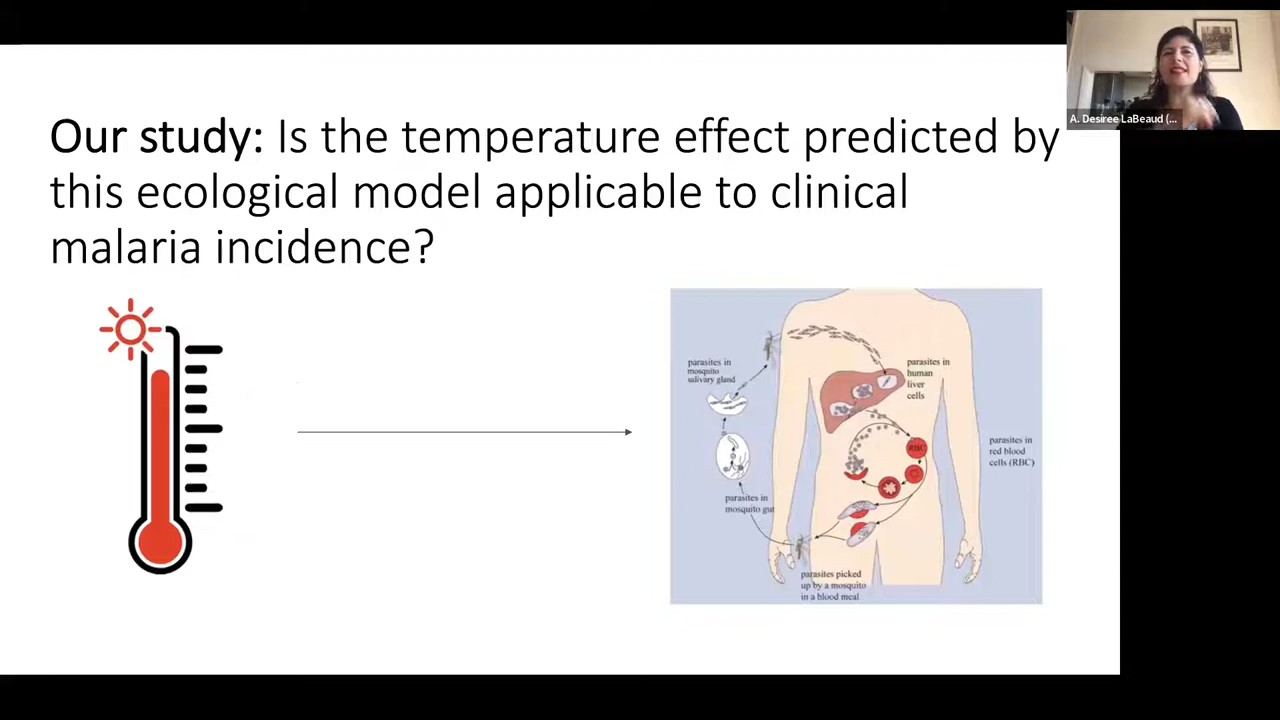 Our study: Is the temperature effect predicted by
this ecological model applicable to clinical
malaria incidence?
A. Desiree LaBeaud (...
parasites in
mosquito
salivary gland
parasites in
human
liver
cells
RBC
parasites in
red blood
cells (RBC)
parasites in
mosquito gut
parasites picked
up by a mosquito
in a blood meal